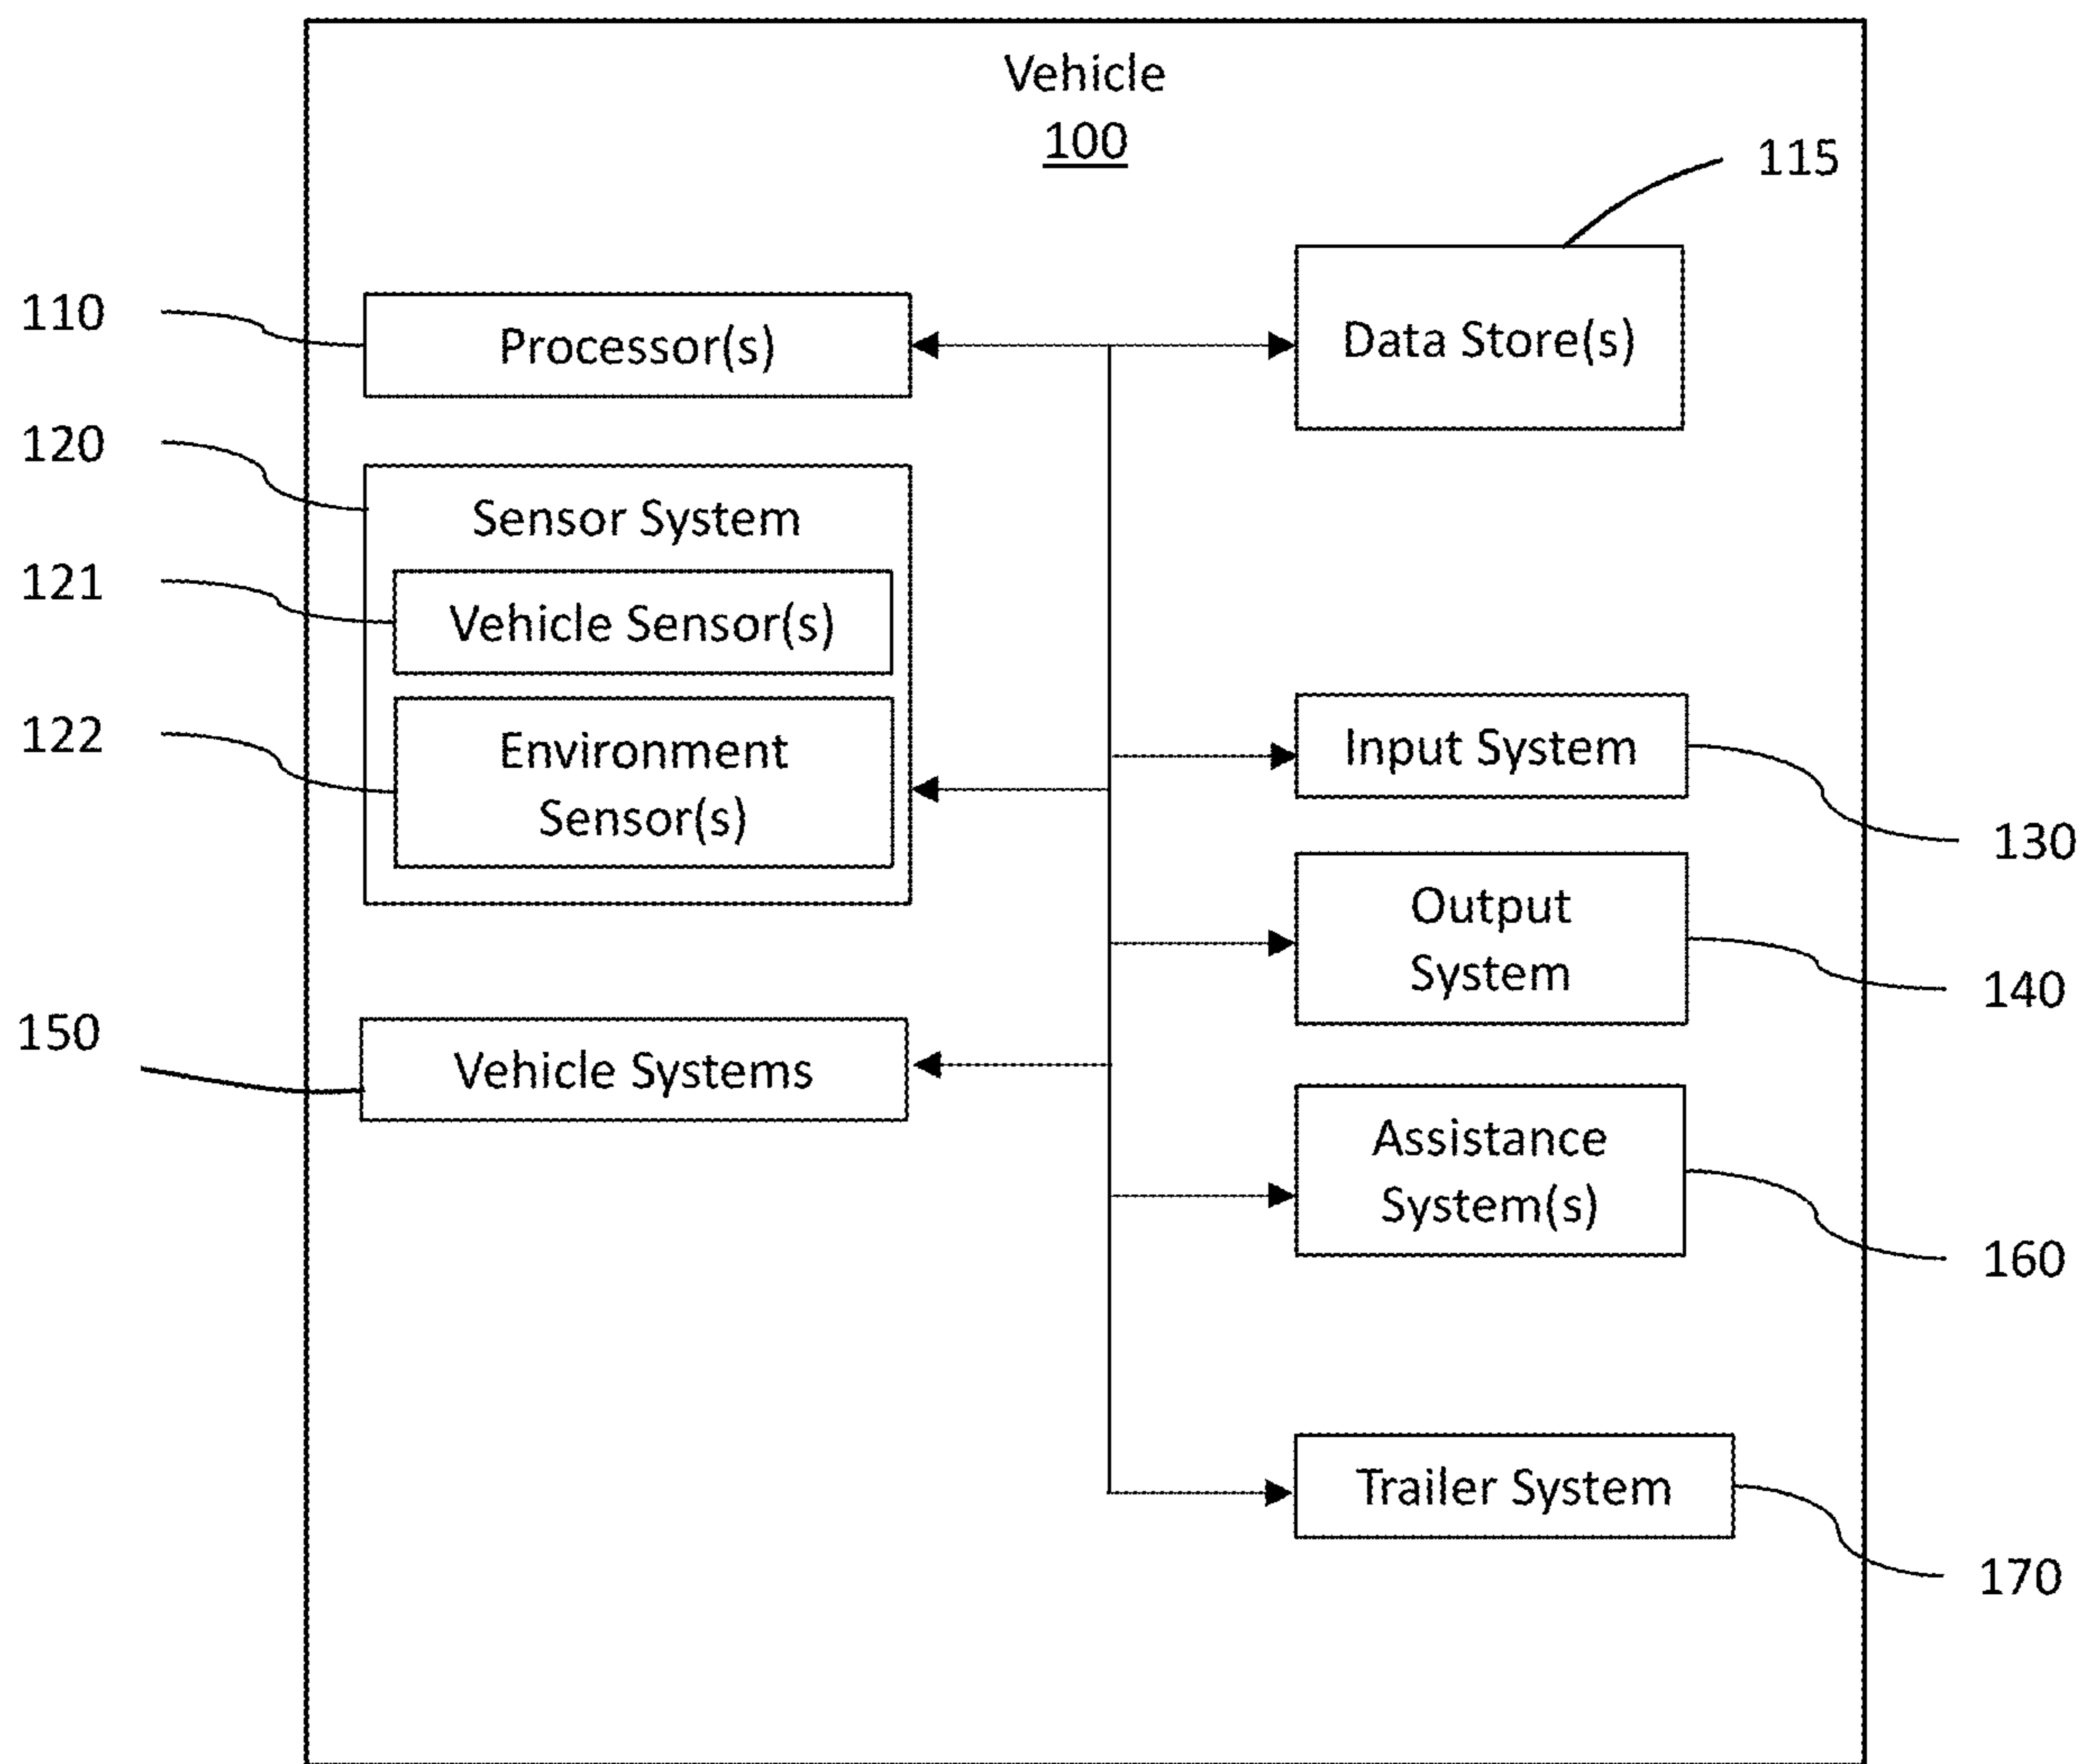 Vehicle
100
115
110
Processor(s)
Data Store(s)
120
Sensor System
121
Vehicle Sensor(s)
122
Environment
Sensor(s)
Input System
130
Output
System
140
150
Vehicle Systems
Assistance
System(s)
160
Trailer System
170